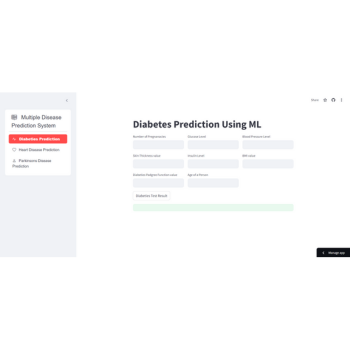 Share
Multiple Disease
Prediction System
Diabetes Prediction
Heart Disease Prediction
Parkinsons Disease
Prediction
Diabetes Prediction Using ML
Number of Pregnancies
Glucose Level
Blood Pressure Level
Skin Thickness value
Insulin Level
BMI value
Diabetes Pedigree Function value
Age of a Person
Diabetes Test Result
Manage app